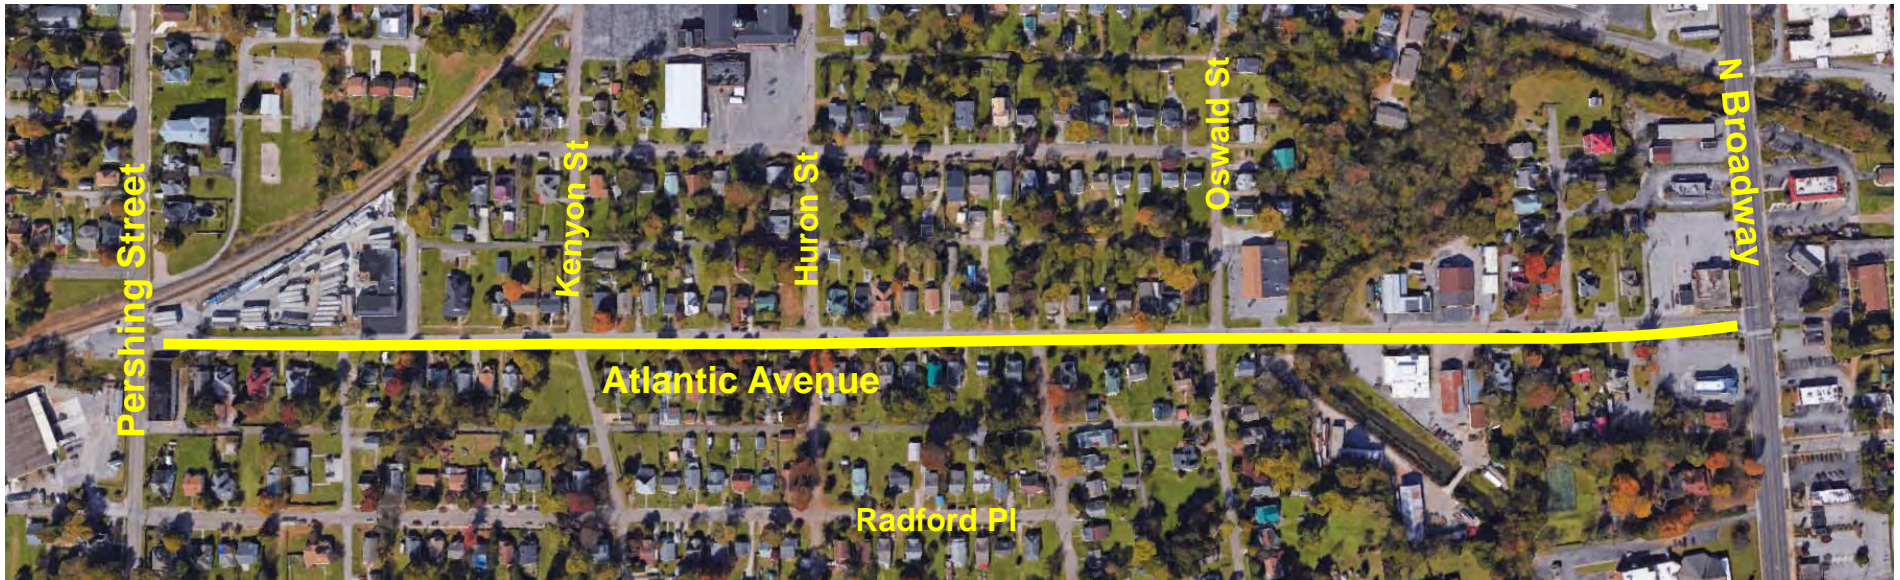 Pershing Street
Kenyon St
Huron St
Oswald St
N Broadway
Atlantic Avenue
Radford Pl